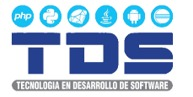 php
TDS
TECNOLOGIA EN DESARROLLO DE SOFTWARE